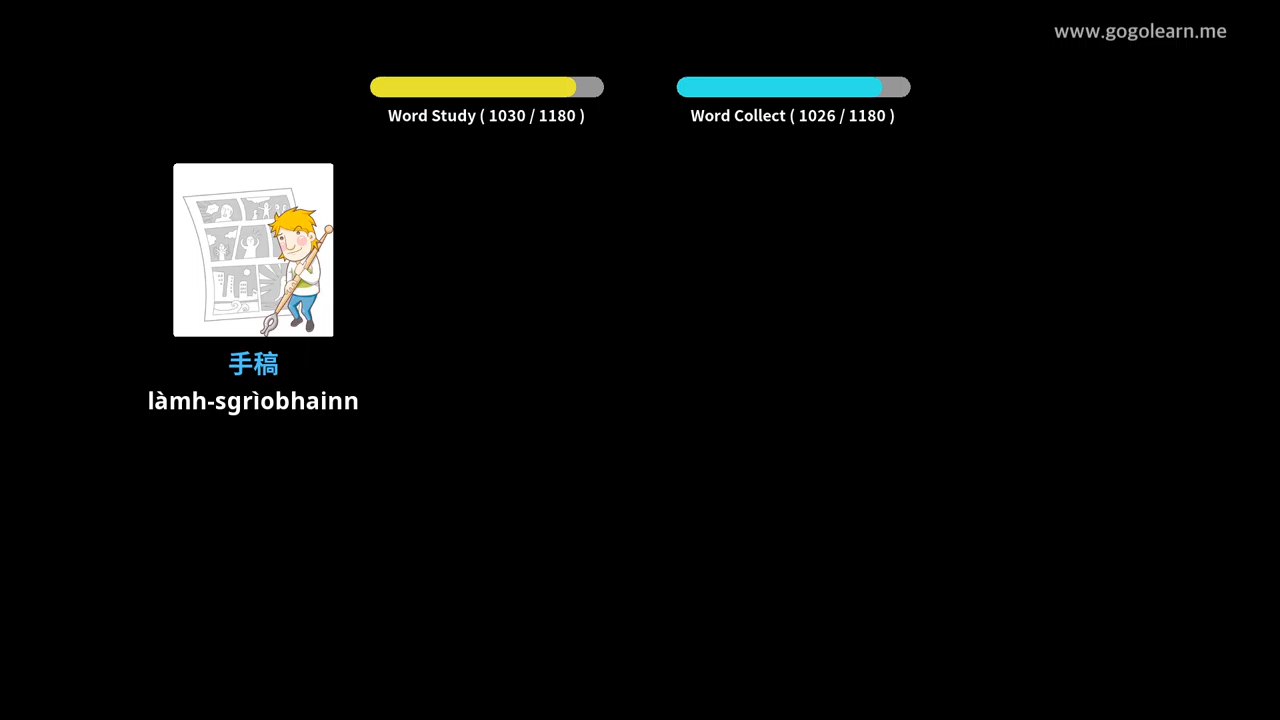 www.gogolearn.me
Word Study ( 1030 / 1180 )
Word Collect ( 1026 / 1180 )
手稿
làmh-sgrìobhainn